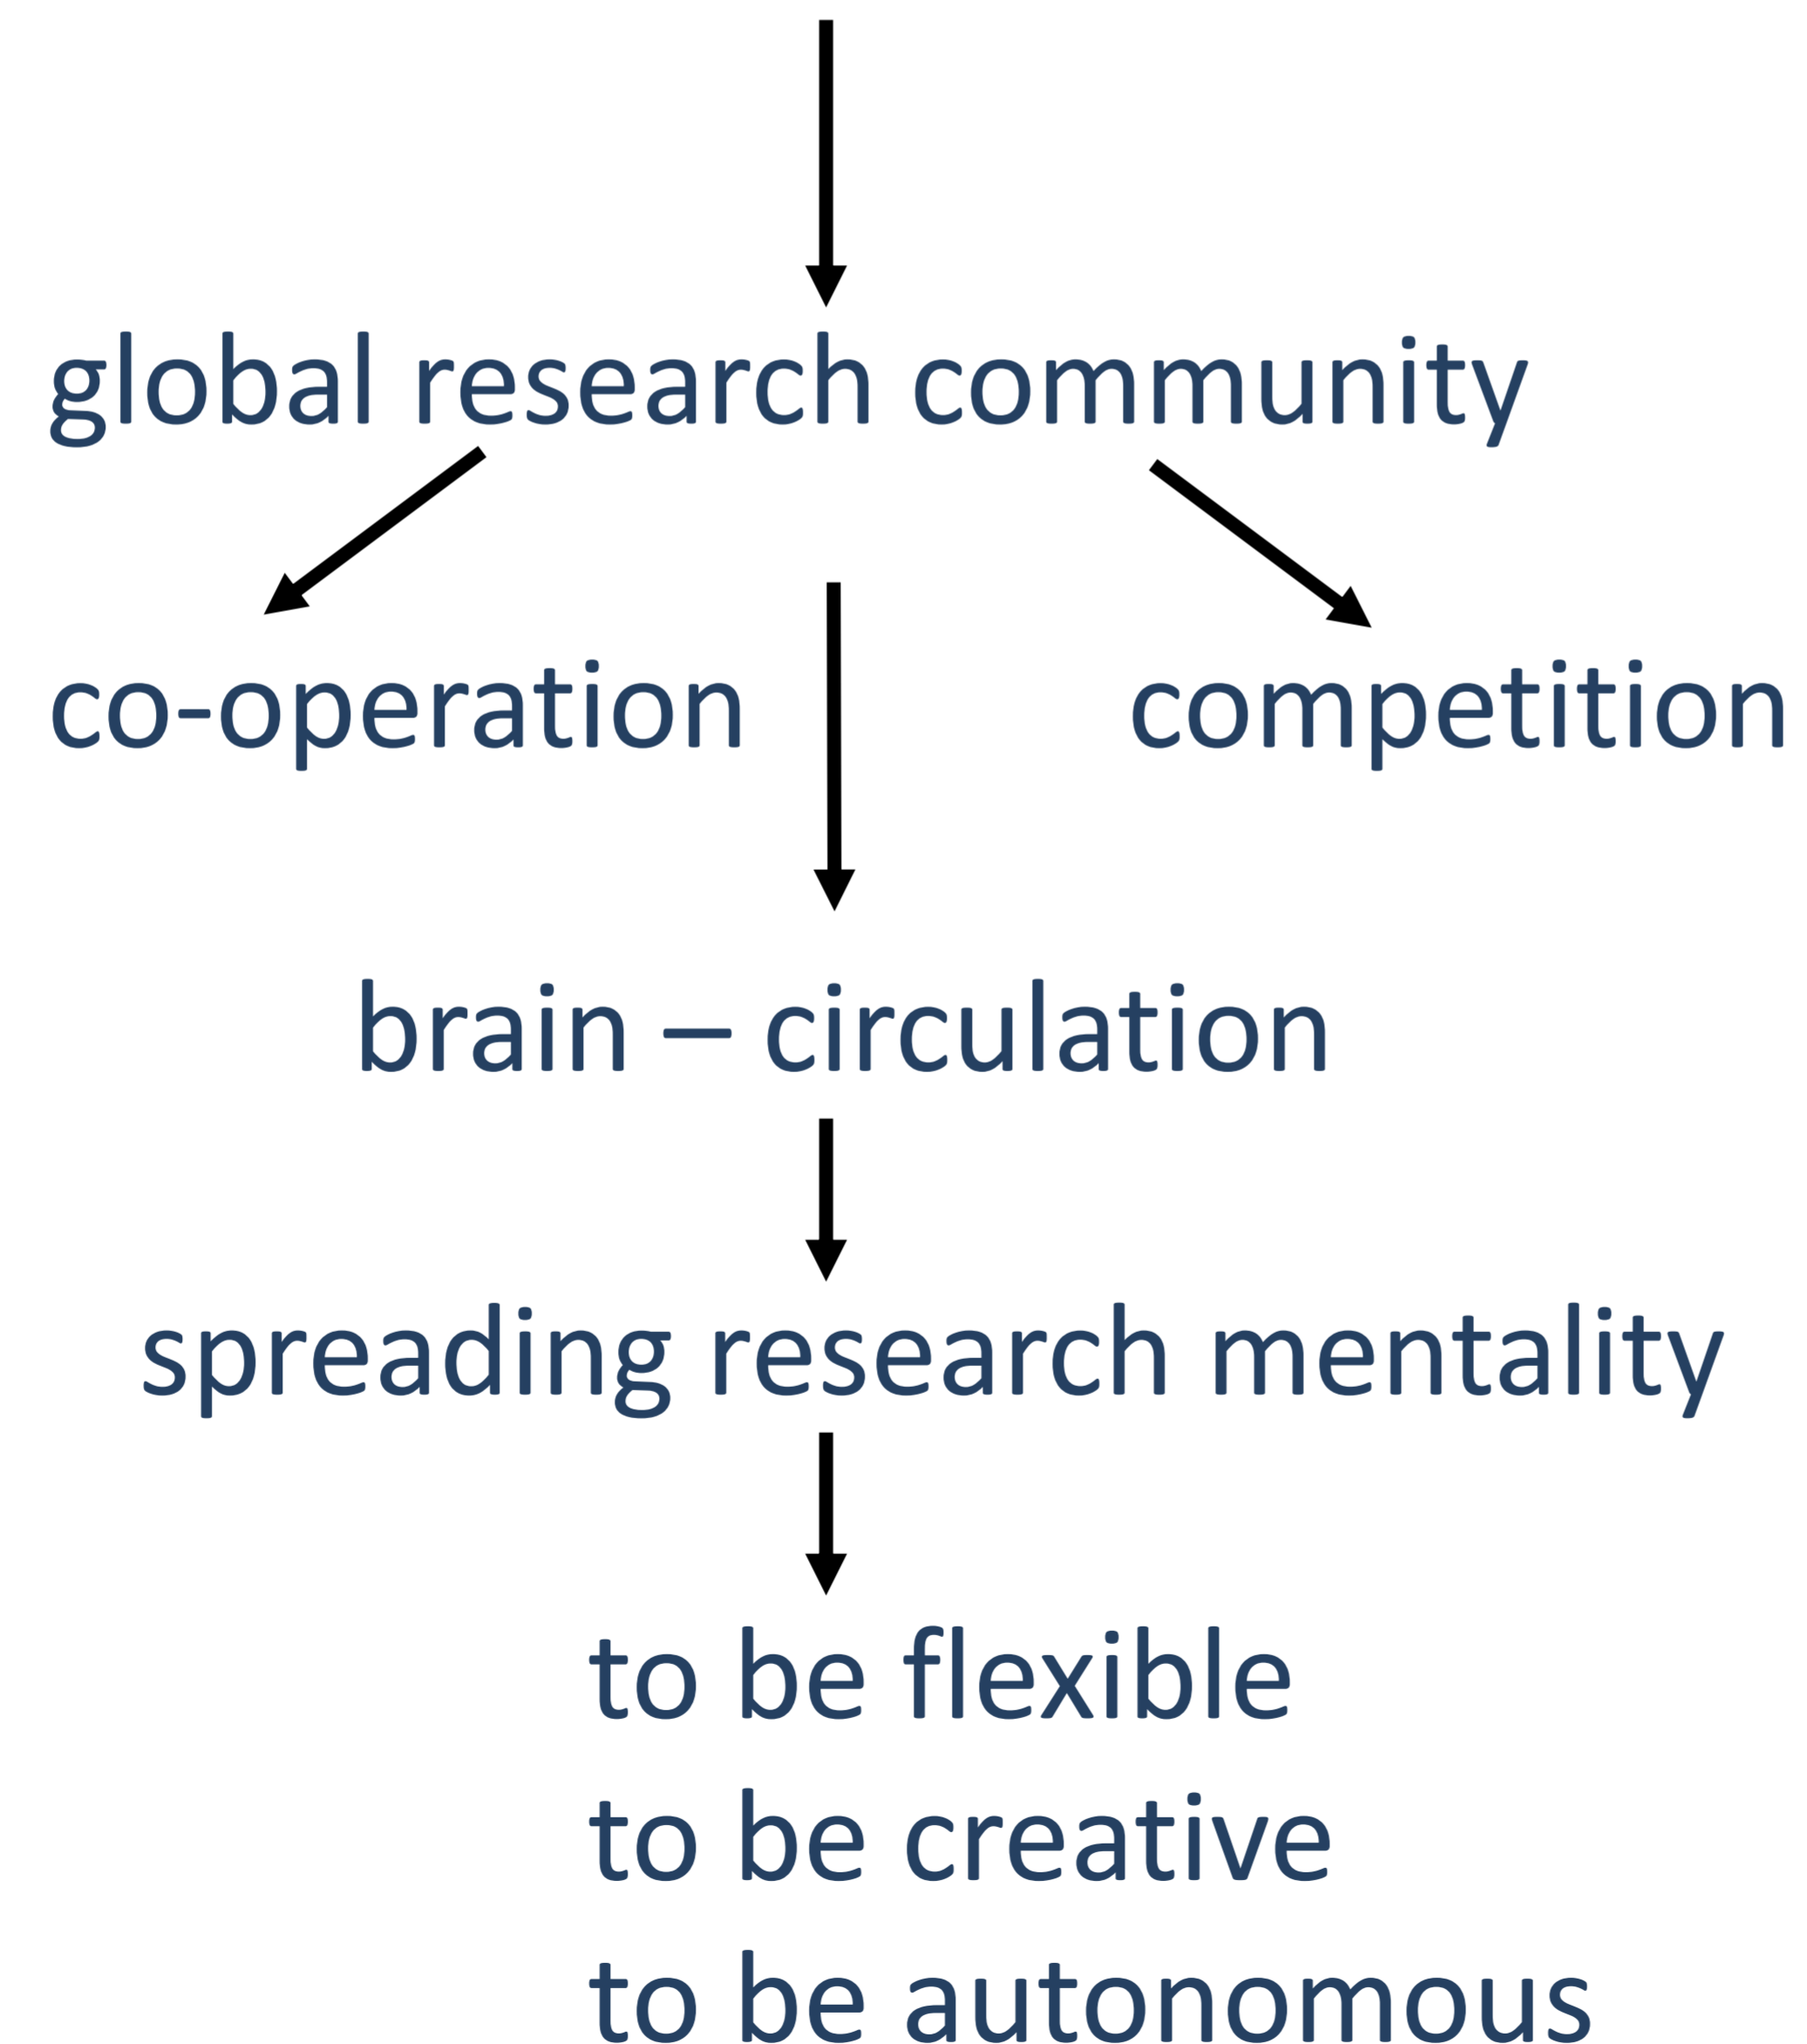 global research community
co-operation competition
brain – circulation
spreading research mentality
to be flexible
to be creative
to be autonomous